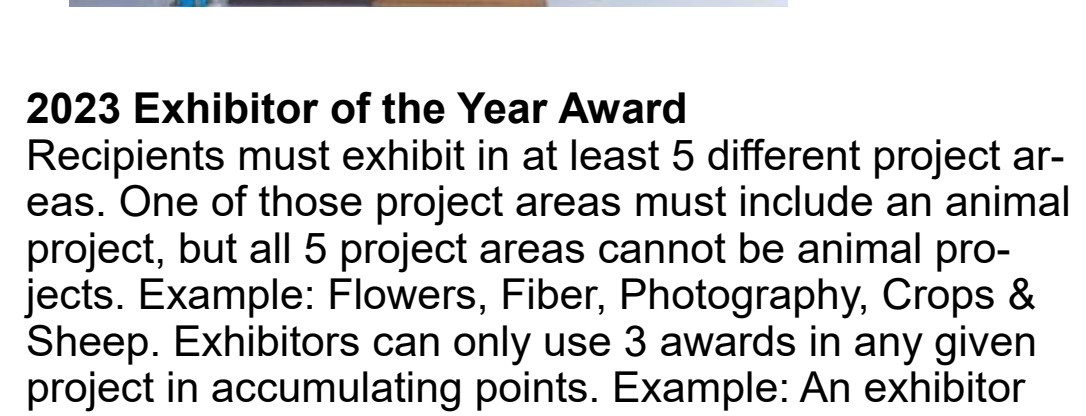 2023 Exhibitor of the Year Award
Recipients must exhibit in at least 5 different project ar-
eas. One of those project areas must include an animal
project, but all 5 project areas cannot be animal pro-
jects. Example: Flowers, Fiber, Photography, Crops &
Sheep. Exhibitors can only use 3 awards in any given
project in accumulating points. Example: An exhibitor